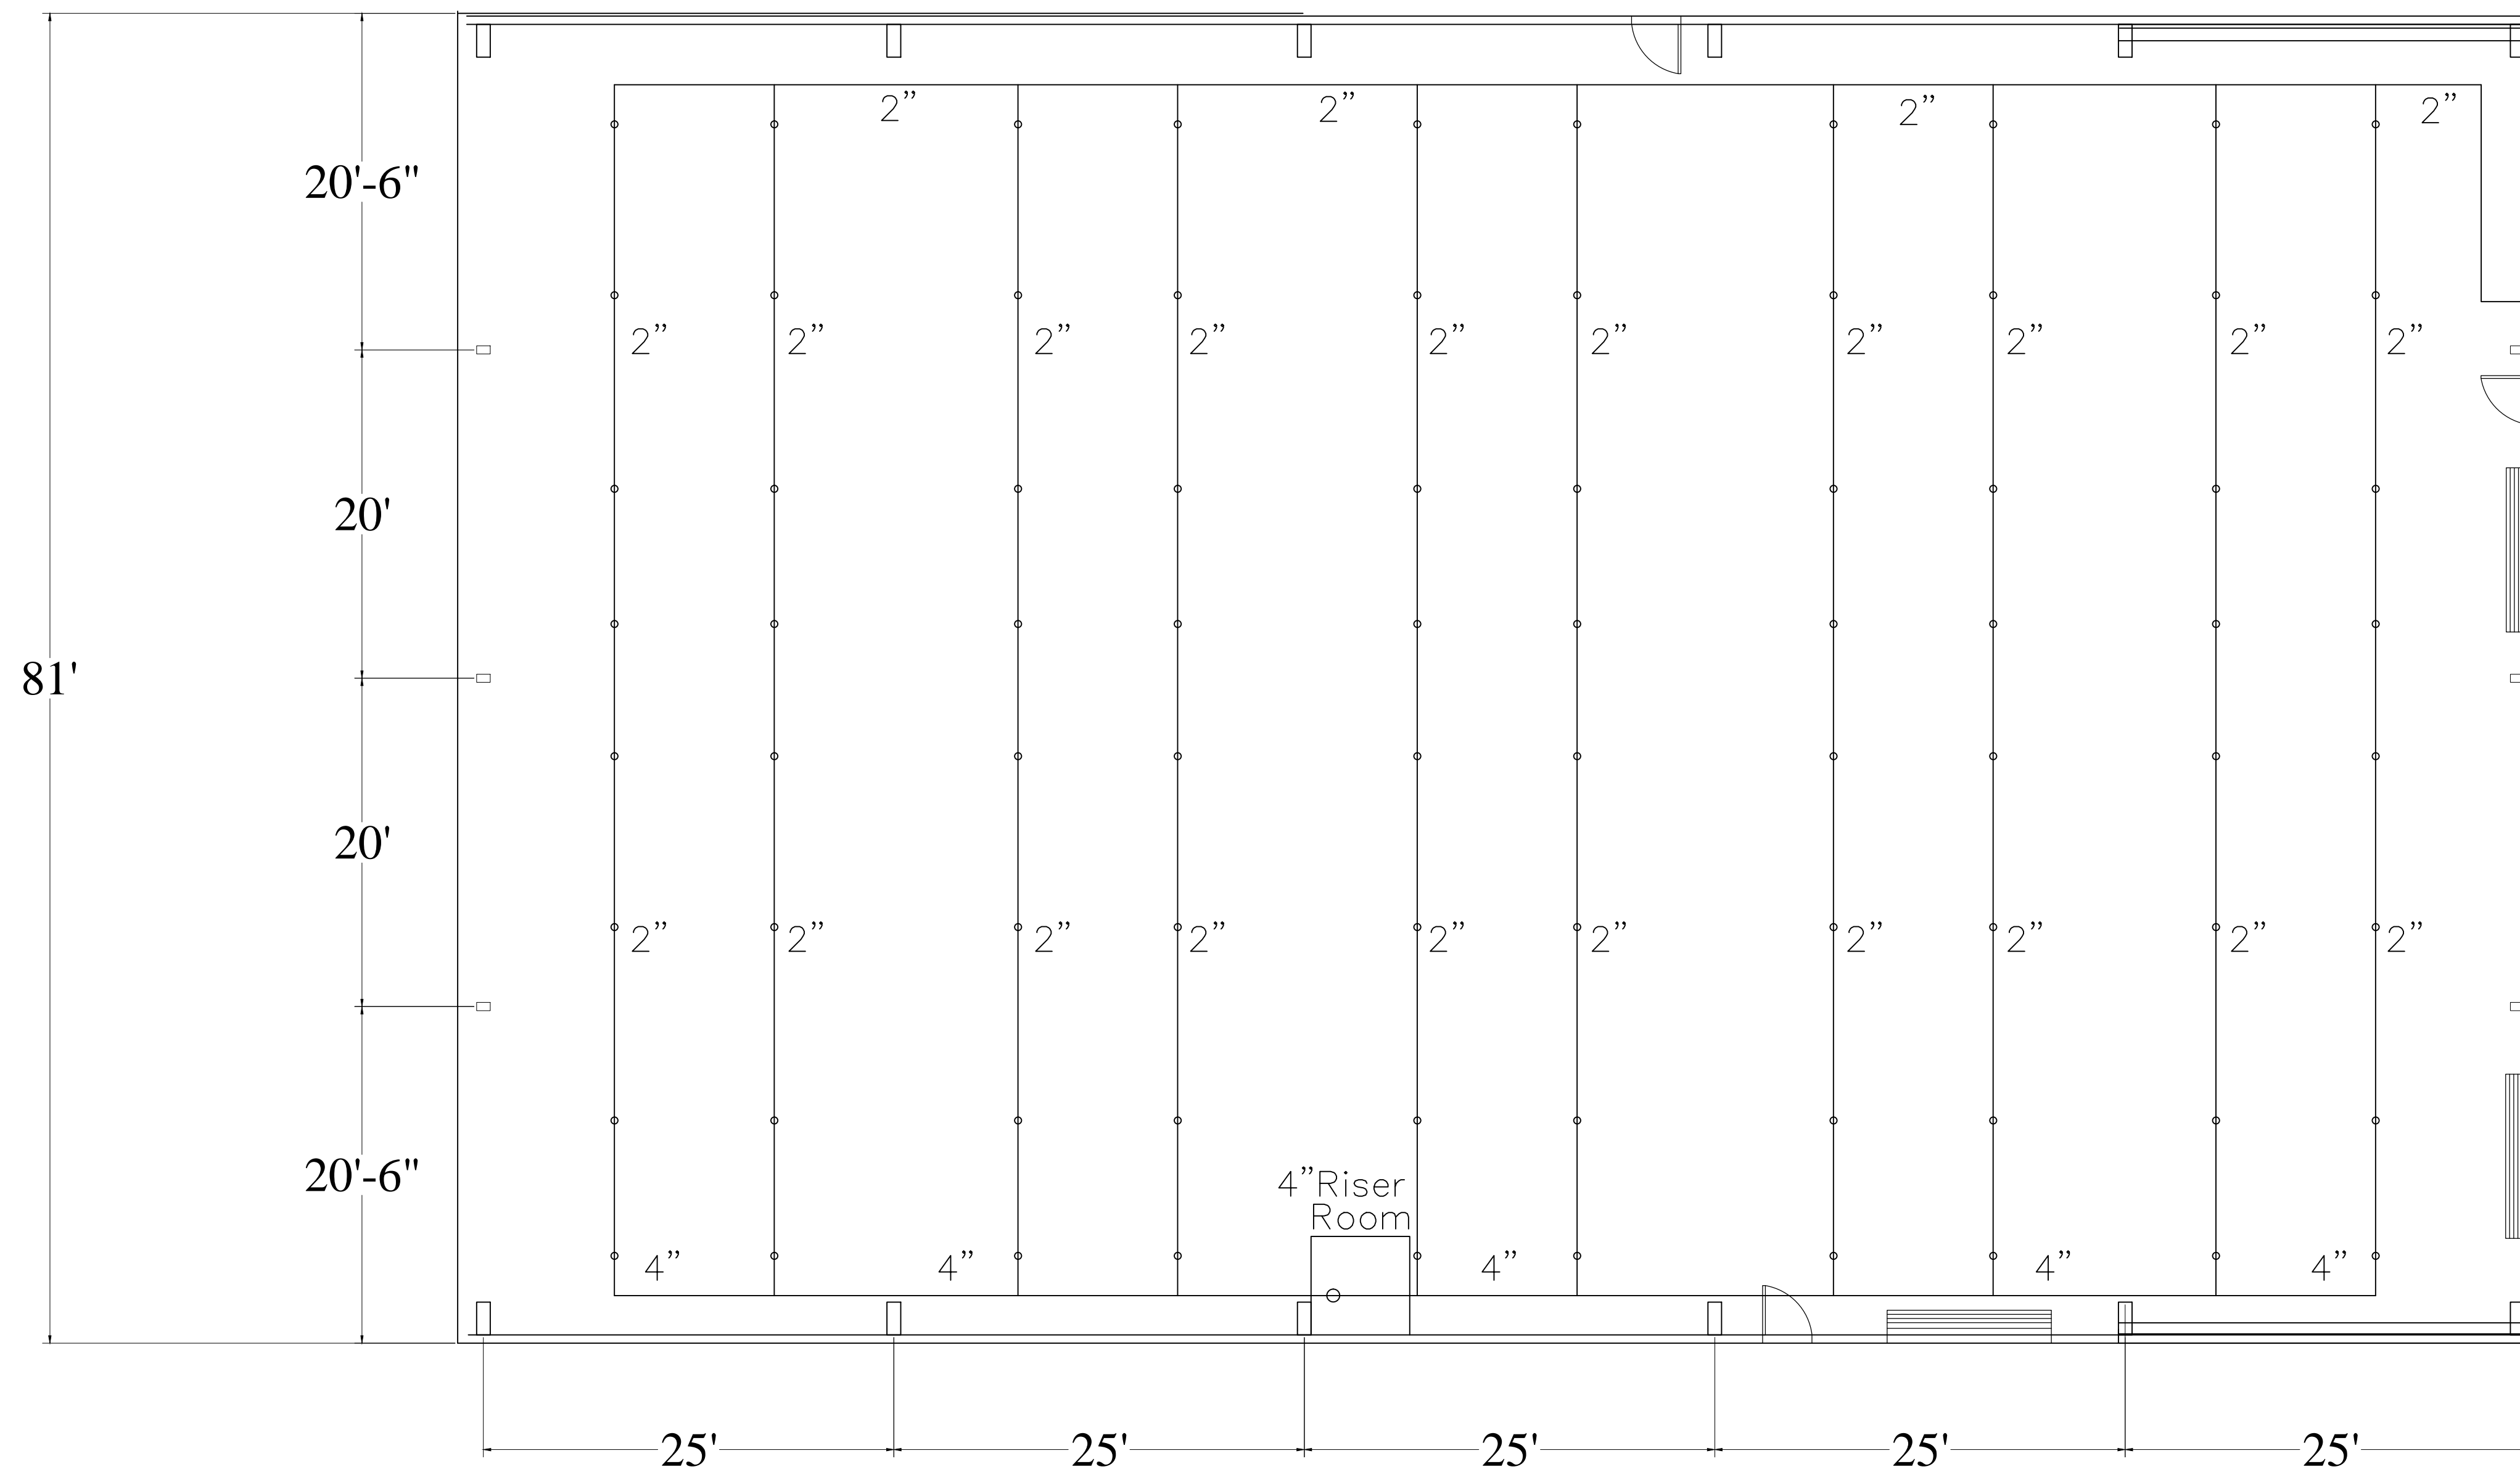 2” 2” 2” 2”
20'-6"
2” 2” 2” 2” 2” 2” 2” 2” 2” 2”
20'
81'
20'
2” 2” 2” 2” 2” 2” 2” 2” 2” 2”
20'-6"
4”Riser
Room
4” 4” 4” 4” 4”
25' 25' 25' 25' 25'